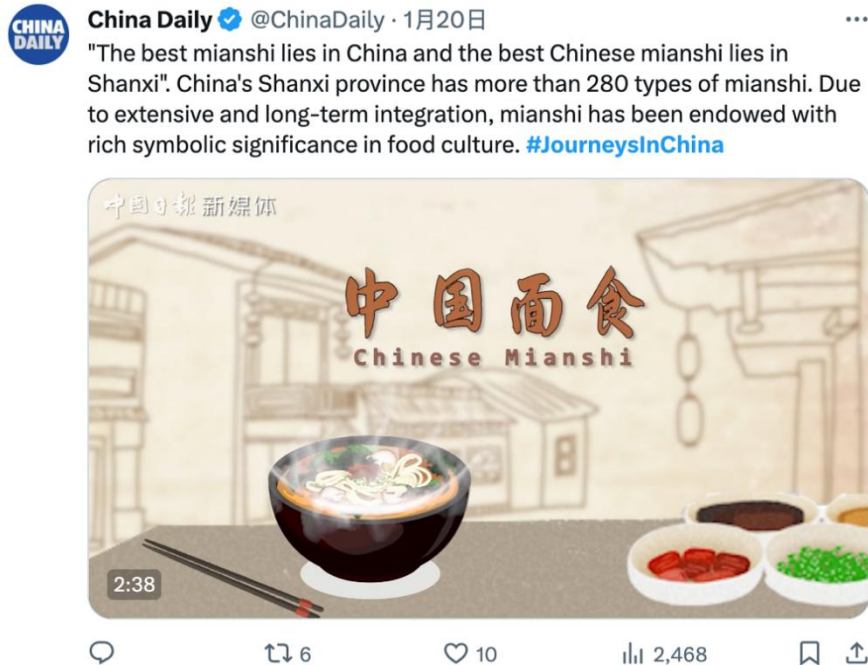 CHINA
DAILY
China Daily @ChinaDaily · 1月20日
"The best mianshi lies in China and the best Chinese mianshi lies in
Shanxi". China's Shanxi province has more than 280 types of mianshi. Due
to extensive and long-term integration, mianshi has been endowed with
rich symbolic significance in food culture. #JourneysInChina
中国日报新媒体
中国面食
Chinese Mianshi
2:38
6 10 2,468